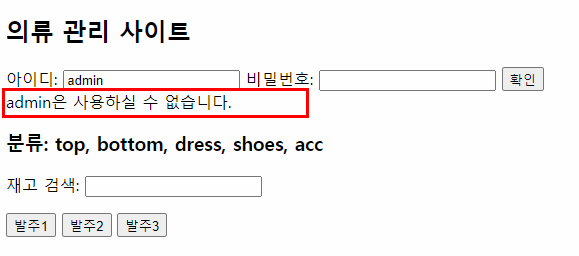 의류 관리 사이트
아이디: admin 비밀번호: 확인
admin은 사용하실 수 없습니다.
분류: top, bottom, dress, shoes, acc
재고 검색:
발주1 발주2 발주3